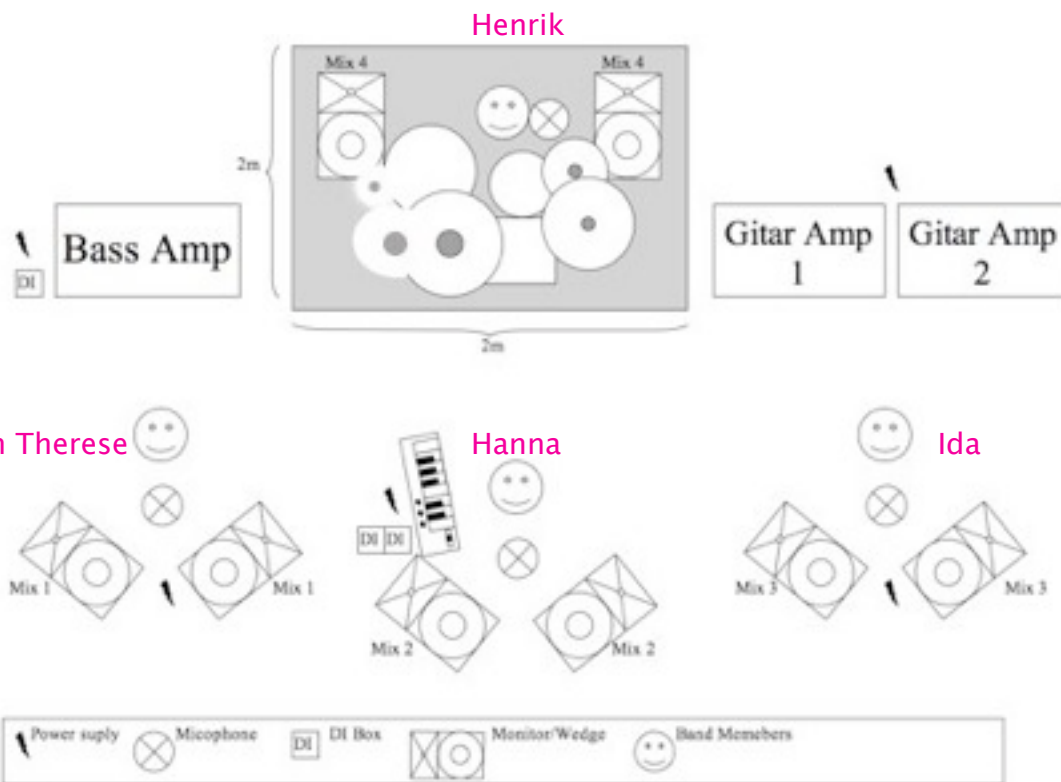 Henrik
Mix 4
Mix 4
2m
Bass Amp
DI
Gitar Amp
1
Gitar Amp
2
2m
Therese
Hanna
Ida
DI DI
Mix 1
Mix 1
Mix 2
Mix 2
Mix 3
Mix 3
Power suply
Micophone
DI
DI Box
Monitor/Wedge
Band Memebers